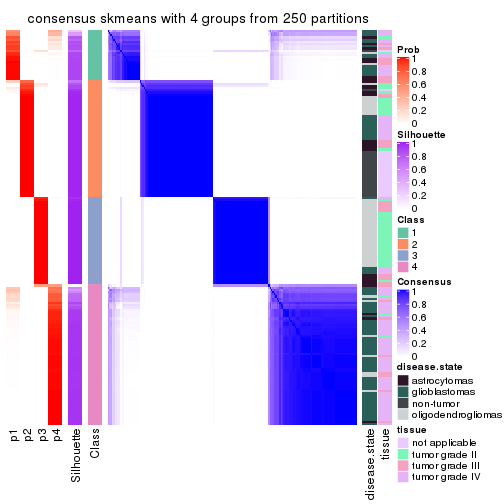 consensus skmeans with 4 groups from 250 partitions
Prob
1
0.8
0.6
0.4
0.2
0
Silhouette
1
0.8
0.6
0.4
0.2
0
Class
1
2
3
4
Consensus
1
0.8
0.6
0.4
0.2
0
disease.state
astrocytomas
glioblastomas
non-tumor
oligodendrogliomas
tissue
not applicable
tumor grade II
tumor grade III
tumor grade IV
p1
p2
p3
p4
Silhouette
Class
disease.state
tissue